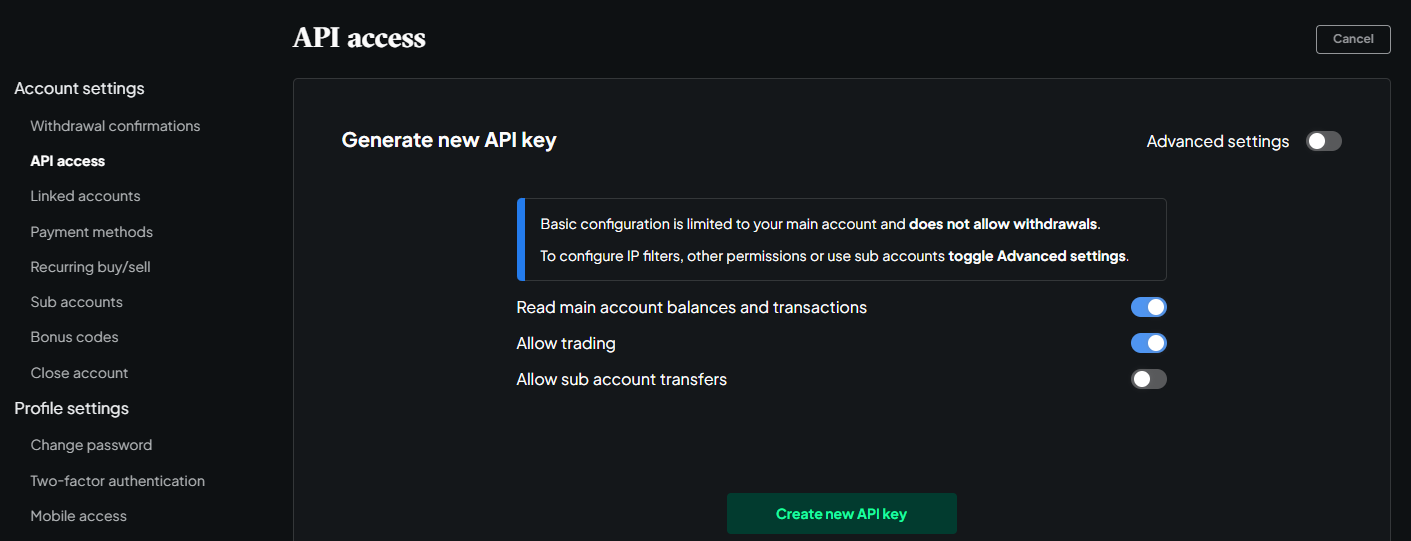 API access
Cancel
Account settings
Withdrawal confirmations
API access
Linked accounts
Payment methods
Recurring buy/sell
Sub accounts
Bonus codes
Close account
Profile settings
Change password
Two-factor authentication
Mobile access
Generate new API key
Advanced settings
Basic configuration is limited to your main account and does not allow withdrawals.
To configure IP filters, other permissions or use sub accounts toggle Advanced settings.
Read main account balances and transactions
Allow trading
Allow sub account transfers
Create new API key